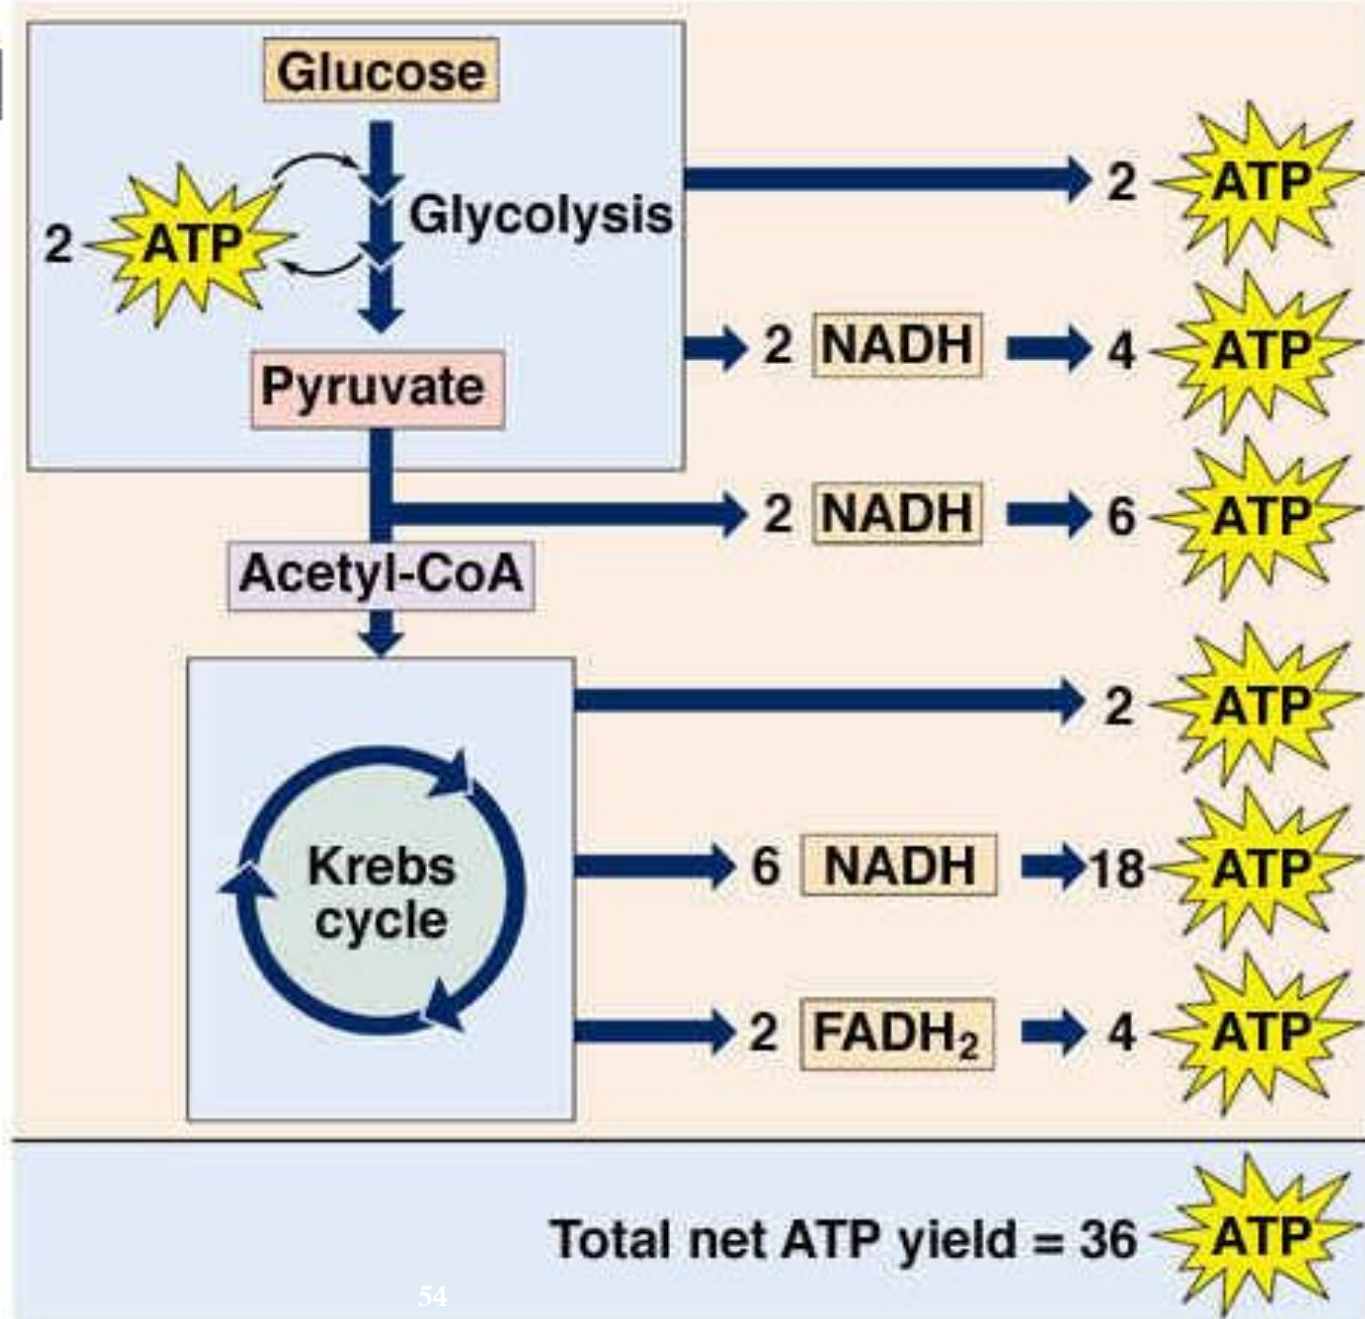 Glucose
2 ATP
Glycolysis
2 ATP
2 NADH 4 ATP
Pyruvate
2 NADH 6 ATP
Acetyl-CoA
2 ATP
Krebs
cycle
6 NADH 18 ATP
2 FADH₂ 4 ATP
Total net ATP yield = 36 ATP
54